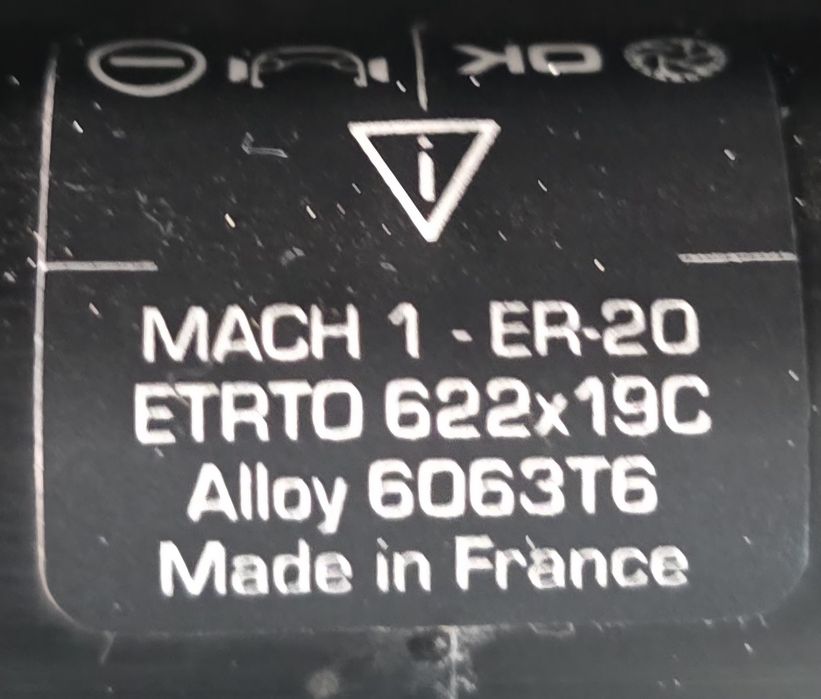 OK
i
MACH 1 - ER-20
ETRTO 622x19C
Alloy 6063T6
Made in France